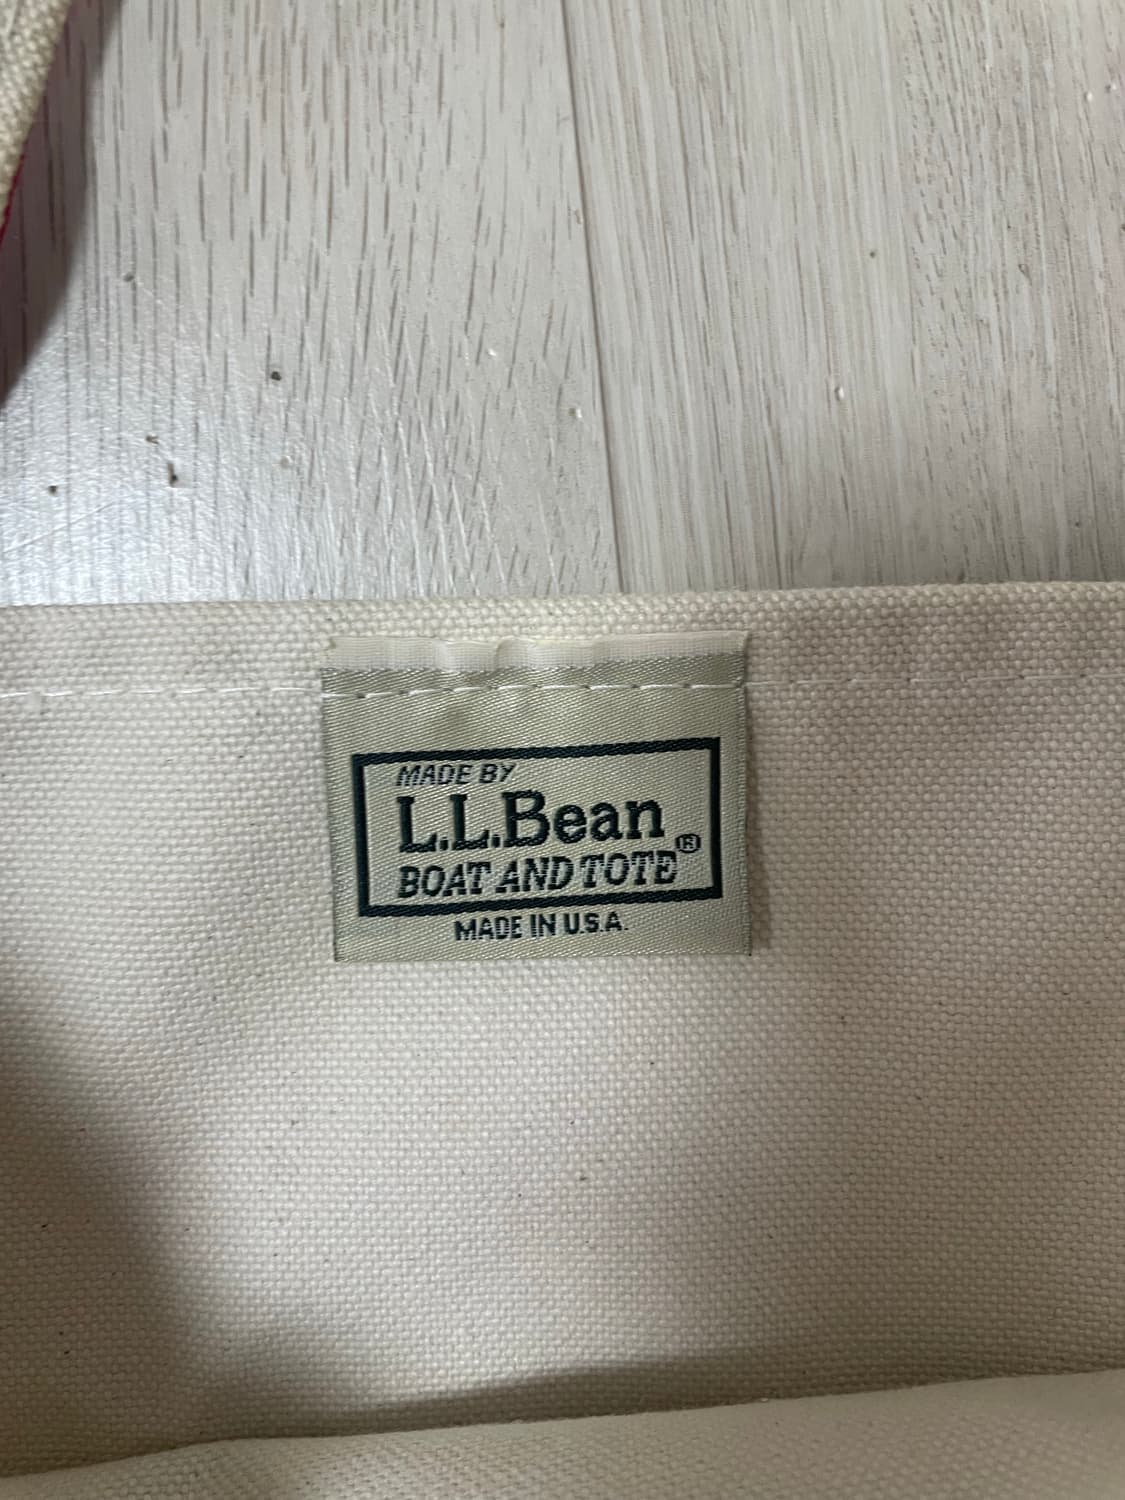 MADE BY
L.L.Bean
BOAT AND TOTE®
MADE IN U.S.A.